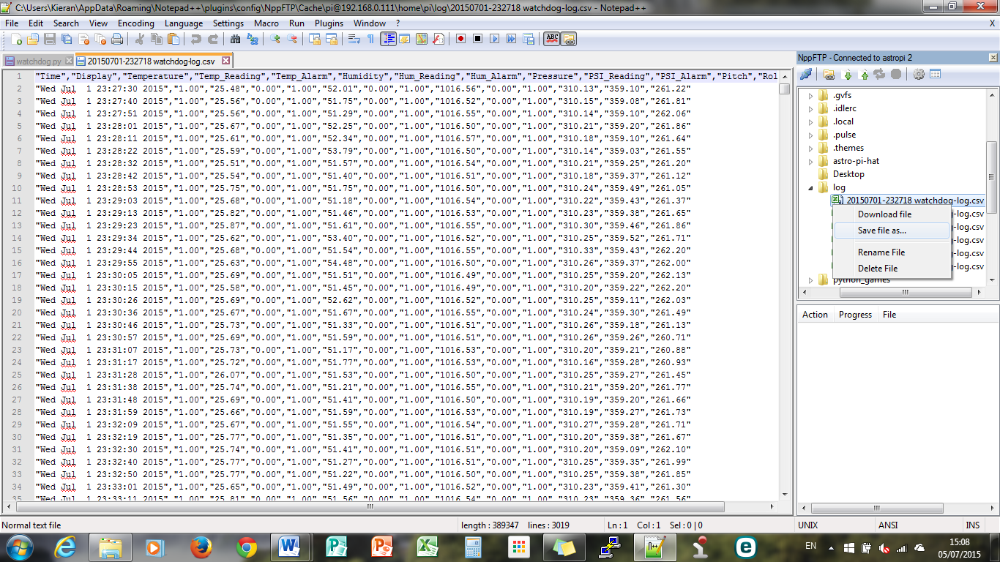 C:\Users\Kieran\AppData\Roaming\Notepad++\plugins\config\NppFTP\Cache\pi@192.168.0.111\home\pi\log\20150701-232718 watchdog-log.csv - Notepad++
File Edit Search View Encoding Language Settings Macro Run Plugins Window ? X
ABC
watchdog.py 20150701-232718 watchdog-log.csv
1 "Time","Display","Temperature","Temp_Reading","Temp_Alarm","Humidity","Hum_Reading","Hum_Alarm","Pressure","PSI_Reading","PSI_Alarm","Pitch","Rol
2 "Wed Jul  1 23:27:30 2015","1.00","25.48","0.00","1.00","52.01","0.00","1.00","1016.56","0.00","1.00","310.13","359.10","261.22"
3 "Wed Jul  1 23:27:40 2015","1.00","25.56","0.00","1.00","51.75","0.00","1.00","1016.52","0.00","1.00","310.15","359.08","261.81"
4 "Wed Jul  1 23:27:51 2015","1.00","25.56","0.00","1.00","51.29","0.00","1.00","1016.55","0.00","1.00","310.14","359.10","262.06"
5 "Wed Jul  1 23:28:01 2015","1.00","25.67","0.00","1.00","52.25","0.00","1.00","1016.50","0.00","1.00","310.21","359.20","261.86"
6 "Wed Jul  1 23:28:11 2015","1.00","25.61","0.00","1.00","52.34","0.00","1.00","1016.57","0.00","1.00","310.18","359.10","261.64"
7 "Wed Jul  1 23:28:22 2015","1.00","25.59","0.00","1.00","53.79","0.00","1.00","1016.50","0.00","1.00","310.14","359.03","261.55"
8 "Wed Jul  1 23:28:32 2015","1.00","25.51","0.00","1.00","51.57","0.00","1.00","1016.54","0.00","1.00","310.21","359.25","261.20"
9 "Wed Jul  1 23:28:42 2015","1.00","25.54","0.00","1.00","51.40","0.00","1.00","1016.51","0.00","1.00","310.18","359.37","261.12"
10 "Wed Jul  1 23:28:53 2015","1.00","25.75","0.00","1.00","51.75","0.00","1.00","1016.50","0.00","1.00","310.24","359.49","261.05"
11 "Wed Jul  1 23:29:03 2015","1.00","25.68","0.00","1.00","51.18","0.00","1.00","1016.54","0.00","1.00","310.22","359.43","261.37"
12 "Wed Jul  1 23:29:13 2015","1.00","25.82","0.00","1.00","51.46","0.00","1.00","1016.53","0.00","1.00","310.23","359.38","261.65"
13 "Wed Jul  1 23:29:23 2015","1.00","25.87","0.00","1.00","51.61","0.00","1.00","1016.55","0.00","1.00","310.30","359.46","261.86"
14 "Wed Jul  1 23:29:34 2015","1.00","25.62","0.00","1.00","53.40","0.00","1.00","1016.52","0.00","1.00","310.25","359.52","261.71"
15 "Wed Jul  1 23:29:44 2015","1.00","25.68","0.00","1.00","51.54","0.00","1.00","1016.55","0.00","1.00","310.33","359.43","262.20"
16 "Wed Jul  1 23:29:55 2015","1.00","25.63","0.00","1.00","54.48","0.00","1.00","1016.50","0.00","1.00","310.26","359.37","262.00"
17 "Wed Jul  1 23:30:05 2015","1.00","25.69","0.00","1.00","51.51","0.00","1.00","1016.49","0.00","1.00","310.25","359.20","262.13"
18 "Wed Jul  1 23:30:15 2015","1.00","25.58","0.00","1.00","51.45","0.00","1.00","1016.49","0.00","1.00","310.20","359.22","262.20"
19 "Wed Jul  1 23:30:26 2015","1.00","25.69","0.00","1.00","52.62","0.00","1.00","1016.52","0.00","1.00","310.25","359.11","262.03"
20 "Wed Jul  1 23:30:36 2015","1.00","25.67","0.00","1.00","51.67","0.00","1.00","1016.55","0.00","1.00","310.24","359.30","261.49"
21 "Wed Jul  1 23:30:46 2015","1.00","25.73","0.00","1.00","51.33","0.00","1.00","1016.55","0.00","1.00","310.26","359.18","261.13"
22 "Wed Jul  1 23:30:57 2015","1.00","25.69","0.00","1.00","51.59","0.00","1.00","1016.51","0.00","1.00","310.26","359.26","260.71"
23 "Wed Jul  1 23:31:07 2015","1.00","25.73","0.00","1.00","51.17","0.00","1.00","1016.53","0.00","1.00","310.20","359.21","260.88"
24 "Wed Jul  1 23:31:17 2015","1.00","25.72","0.00","1.00","51.77","0.00","1.00","1016.53","0.00","1.00","310.16","359.28","260.93"
25 "Wed Jul  1 23:31:28 2015","1.00","26.07","0.00","1.00","51.53","0.00","1.00","1016.50","0.00","1.00","310.25","359.27","261.45"
26 "Wed Jul  1 23:31:38 2015","1.00","25.74","0.00","1.00","51.21","0.00","1.00","1016.55","0.00","1.00","310.21","359.20","261.77"
27 "Wed Jul  1 23:31:48 2015","1.00","25.69","0.00","1.00","51.41","0.00","1.00","1016.50","0.00","1.00","310.19","359.20","261.66"
28 "Wed Jul  1 23:31:59 2015","1.00","25.66","0.00","1.00","51.59","0.00","1.00","1016.53","0.00","1.00","310.19","359.27","261.73"
29 "Wed Jul  1 23:32:09 2015","1.00","25.67","0.00","1.00","51.55","0.00","1.00","1016.54","0.00","1.00","310.27","359.28","261.71"
30 "Wed Jul  1 23:32:19 2015","1.00","25.77","0.00","1.00","51.35","0.00","1.00","1016.51","0.00","1.00","310.20","359.38","261.67"
31 "Wed Jul  1 23:32:30 2015","1.00","25.74","0.00","1.00","51.41","0.00","1.00","1016.51","0.00","1.00","310.20","359.09","262.10"
32 "Wed Jul  1 23:32:40 2015","1.00","25.77","0.00","1.00","51.27","0.00","1.00","1016.51","0.00","1.00","310.25","359.35","261.99"
33 "Wed Jul  1 23:32:50 2015","1.00","25.77","0.00","1.00","51.22","0.00","1.00","1016.50","0.00","1.00","310.25","359.38","261.85"
34 "Wed Jul  1 23:33:01 2015","1.00","25.65","0.00","1.00","51.49","0.00","1.00","1016.52","0.00","1.00","310.23","359.41","261.30"
35 "Wed Jul  1 23:33:11 2015","1.00","25.81","0.00","1.00","51.56","0.00","1.00","1016.54","0.00","1.00","310.23","359.36","261.56"
NppFTP - Connected to astropi 2
.gvfs
.idlerc
.local
.pulse
.themes
astro-pi-hat
Desktop
log
20150701-232718 watchdog-log.csv
Download file
g-log.csv
Save file as...
g-log.csv
g-log.csv
Rename File
g-log.csv
Delete File
g-log.csv
python_games
Action Progress File
Normal text file length : 389347 lines : 3019 Ln : 1 Col : 1 Sel : 0 | 0 UNIX ANSI INS
EN
15:08
05/07/2015